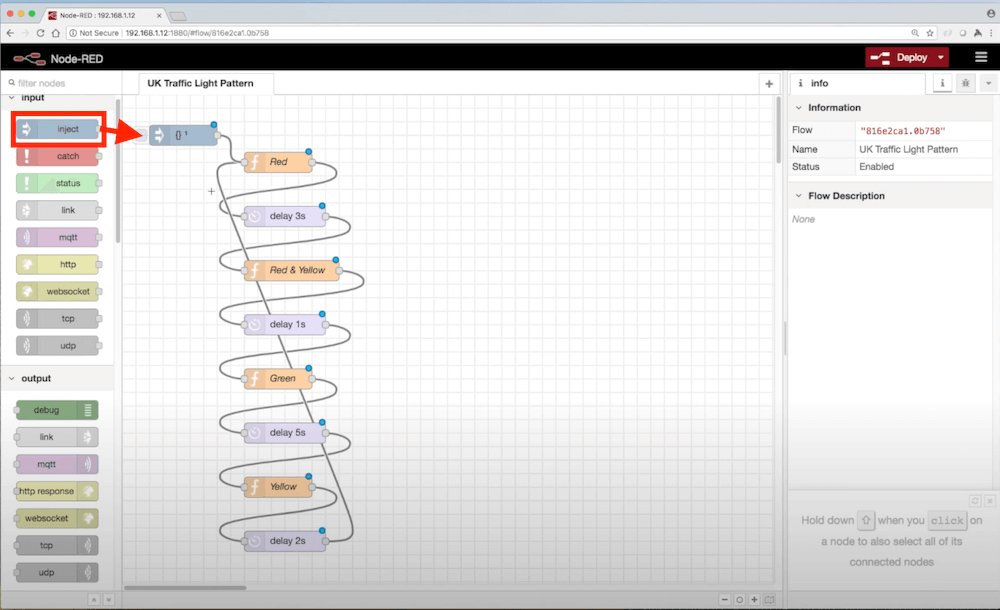 Node-RED : 192.168.1.12
Not Secure 192.168.1.12:1880/#flow/816e2ca1.0b758
Node-RED
Deploy
filter nodes
UK Traffic Light Pattern
info
input
inject
catch
status
link
mqtt
http
websocket
tcp
udp
output
debug
link
mqtt
http response
websocket
tcp
udp
{} ¹
Red
delay 3s
Red & Yellow
delay 1s
Green
delay 5s
Yellow
delay 2s
Information
Flow "816e2ca1.0b758"
Name UK Traffic Light Pattern
Status Enabled
Flow Description
None
Hold down ⇧ when you click on
a node to also select all of its
connected nodes